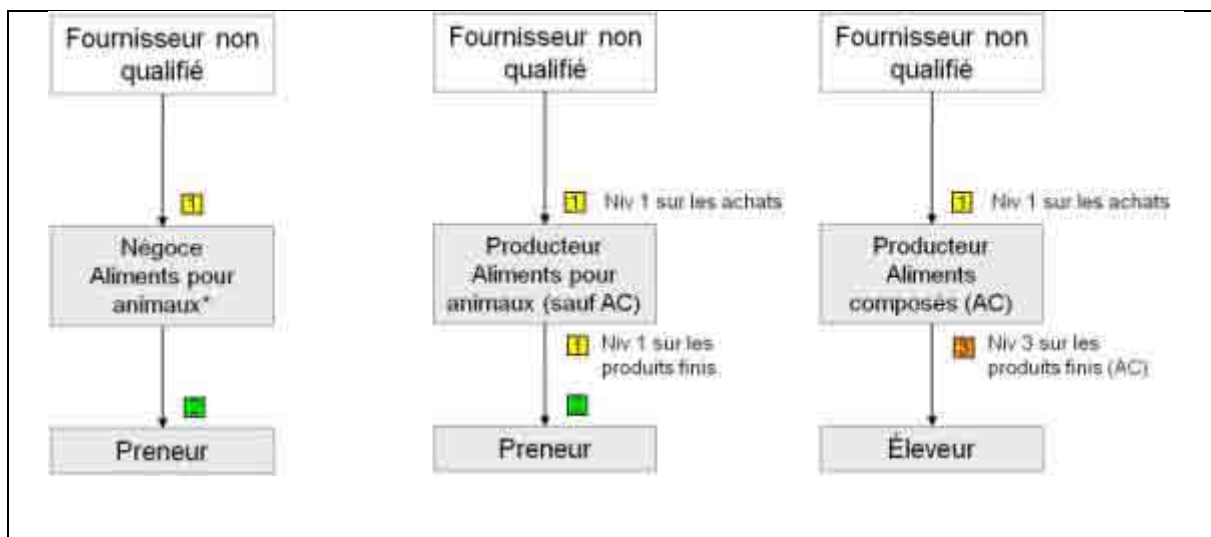 Fournisseur non
qualifié
1
Négoce
Aliments pour
animaux*
2
Preneur
Fournisseur non
qualifié
1 Niv 1 sur les achats
Producteur
Aliments pour
animaux (sauf AC)
1 Niv 1 sur les
produits finis
Preneur
Fournisseur non
qualifié
1 Niv 1 sur les achats
Producteur
Aliments
composés (AC)
3 Niv 3 sur les
produits finis (AC)
Éleveur